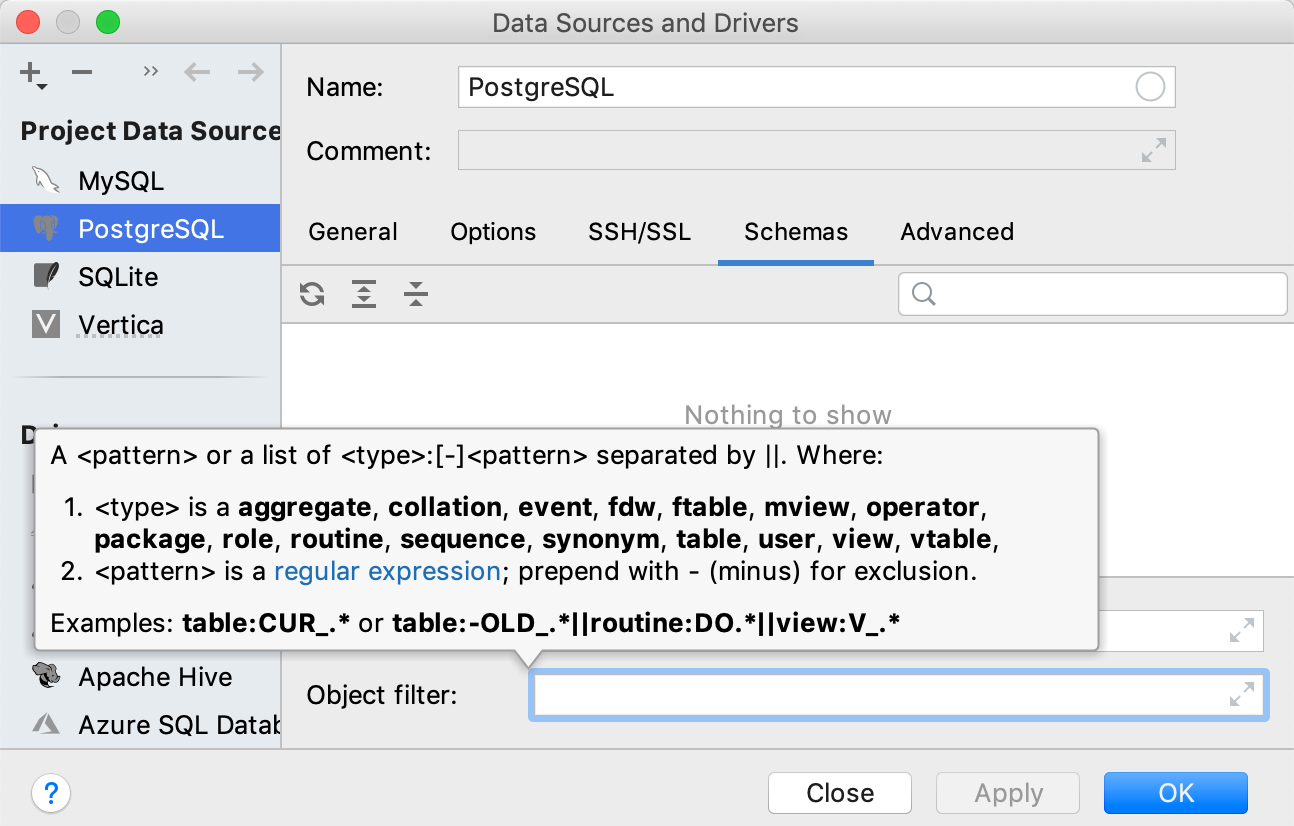 Data Sources and Drivers
Project Data Source
MySQL
PostgreSQL
SQLite
Vertica
Name: PostgreSQL
Comment:
General Options SSH/SSL Schemas Advanced
Nothing to show
A <pattern> or a list of <type>:[-]<pattern> separated by ||. Where:
1. <type> is a aggregate, collation, event, fdw, ftable, mview, operator,
package, role, routine, sequence, synonym, table, user, view, vtable,
2. <pattern> is a regular expression; prepend with - (minus) for exclusion.
Examples: table:CUR_.* or table:-OLD_.*||routine:DO.*||view:V_.*
Apache Hive
Azure SQL Datab
Object filter:
?
Close Apply OK